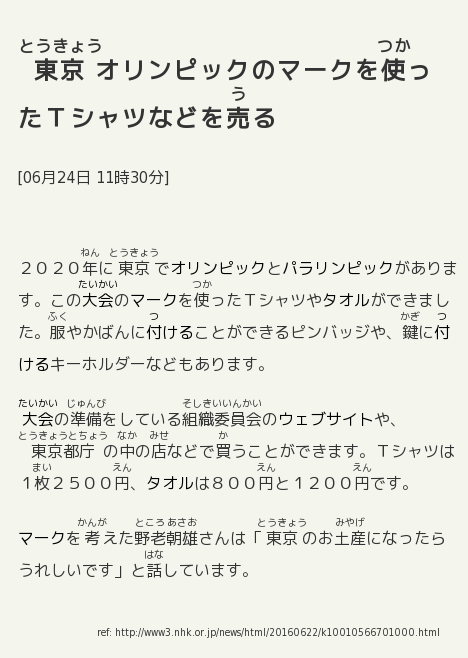 とうきょう つか
東京 オリンピックのマークを使っ
う
たＴシャツなどを売る
[06月24日 11時30分]
ねん とうきょう
２０２０年に 東京 でオリンピックとパラリンピックがありま
たいかい つか
す。この大会のマークを使ったＴシャツやタオルができまし
ふく つ かぎ つ
た。服やかばんに付けることができるピンバッジや、鍵に付
けるキーホルダーなどもあります。
たいかい じゅんび そしきいいんかい
大会の準備をしている組織委員会のウェブサイトや、
とうきょうとちょう なか みせ か
東京都庁 の中の店などで買うことができます。Ｔシャツは
まい えん えん えん
１枚２５００円、タオルは８００円と１２００円です。
かんが ところ あさお とうきょう みやげ
マークを 考 えた野老朝雄さんは「 東京 のお土産になったら
はな
うれしいです」と話しています。
ref: http://www3.nhk.or.jp/news/html/20160622/k10010566701000.html